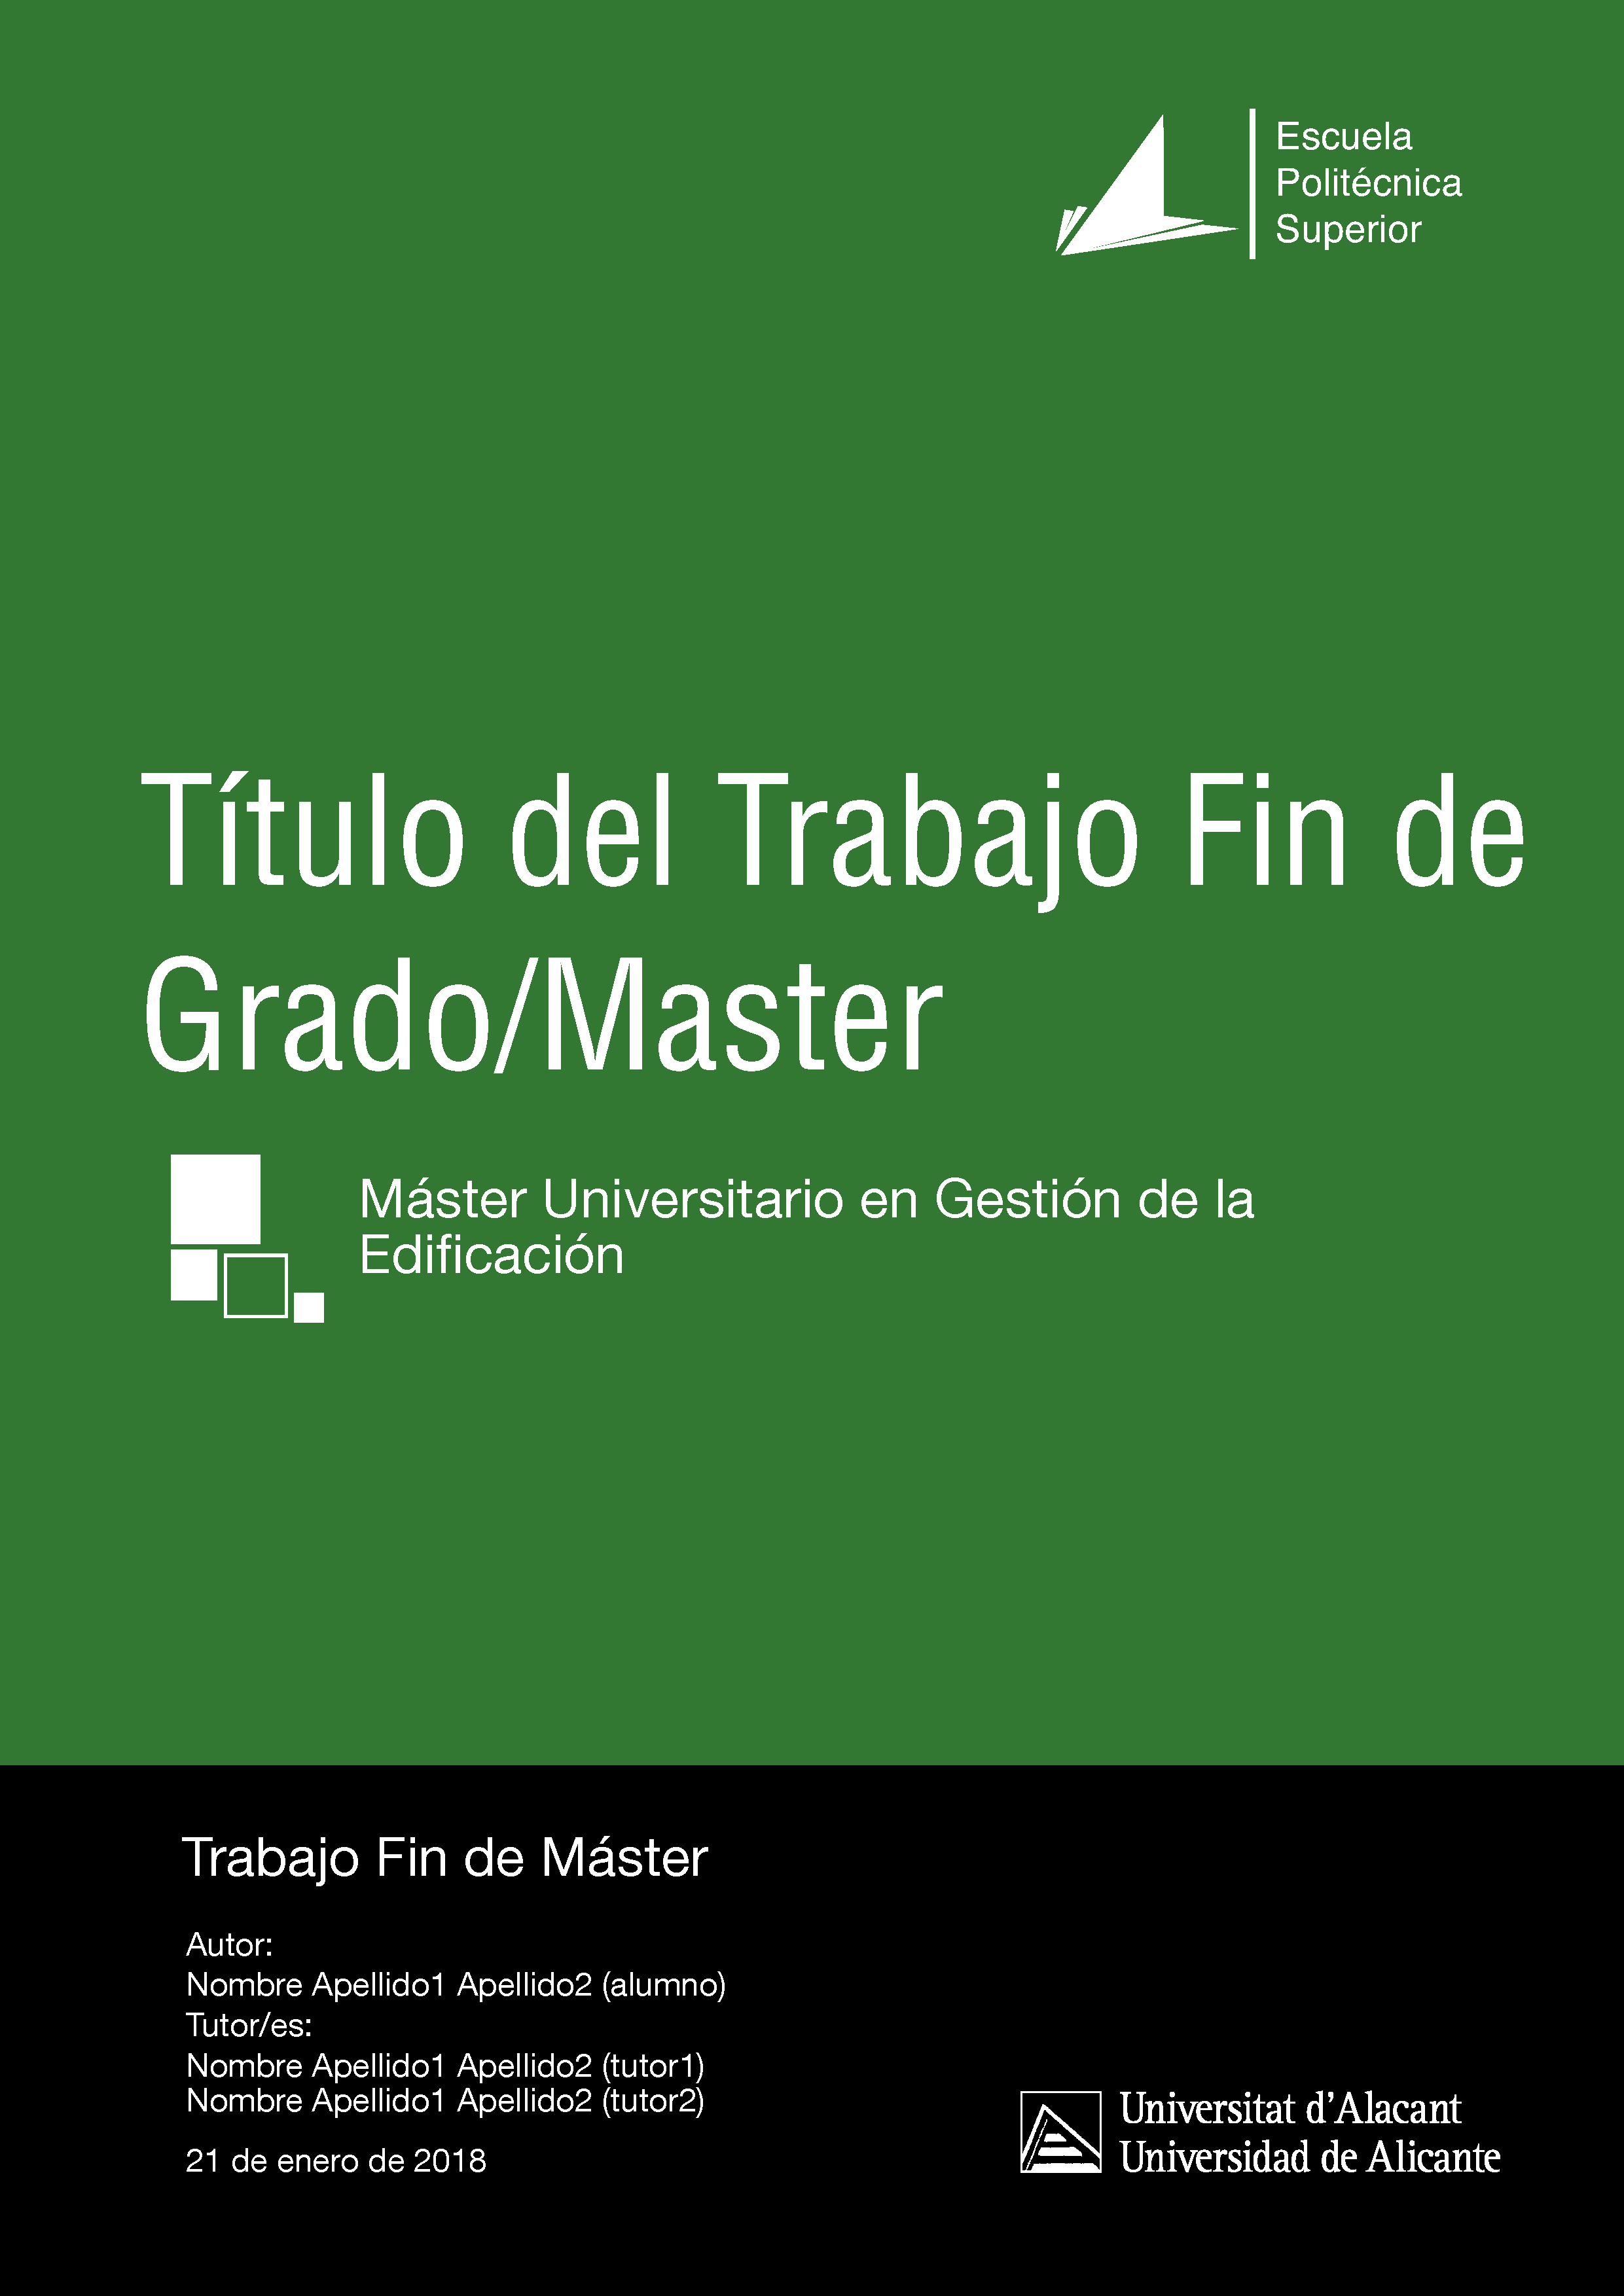 Escuela
Politécnica
Superior
Título del Trabajo Fin de
Grado/Master
Máster Universitario en Gestión de la
Edificación
Trabajo Fin de Máster
Autor:
Nombre Apellido1 Apellido2 (alumno)
Tutor/es:
Nombre Apellido1 Apellido2 (tutor1)
Nombre Apellido1 Apellido2 (tutor2)
21 de enero de 2018
Universitat d’Alacant
Universidad de Alicante